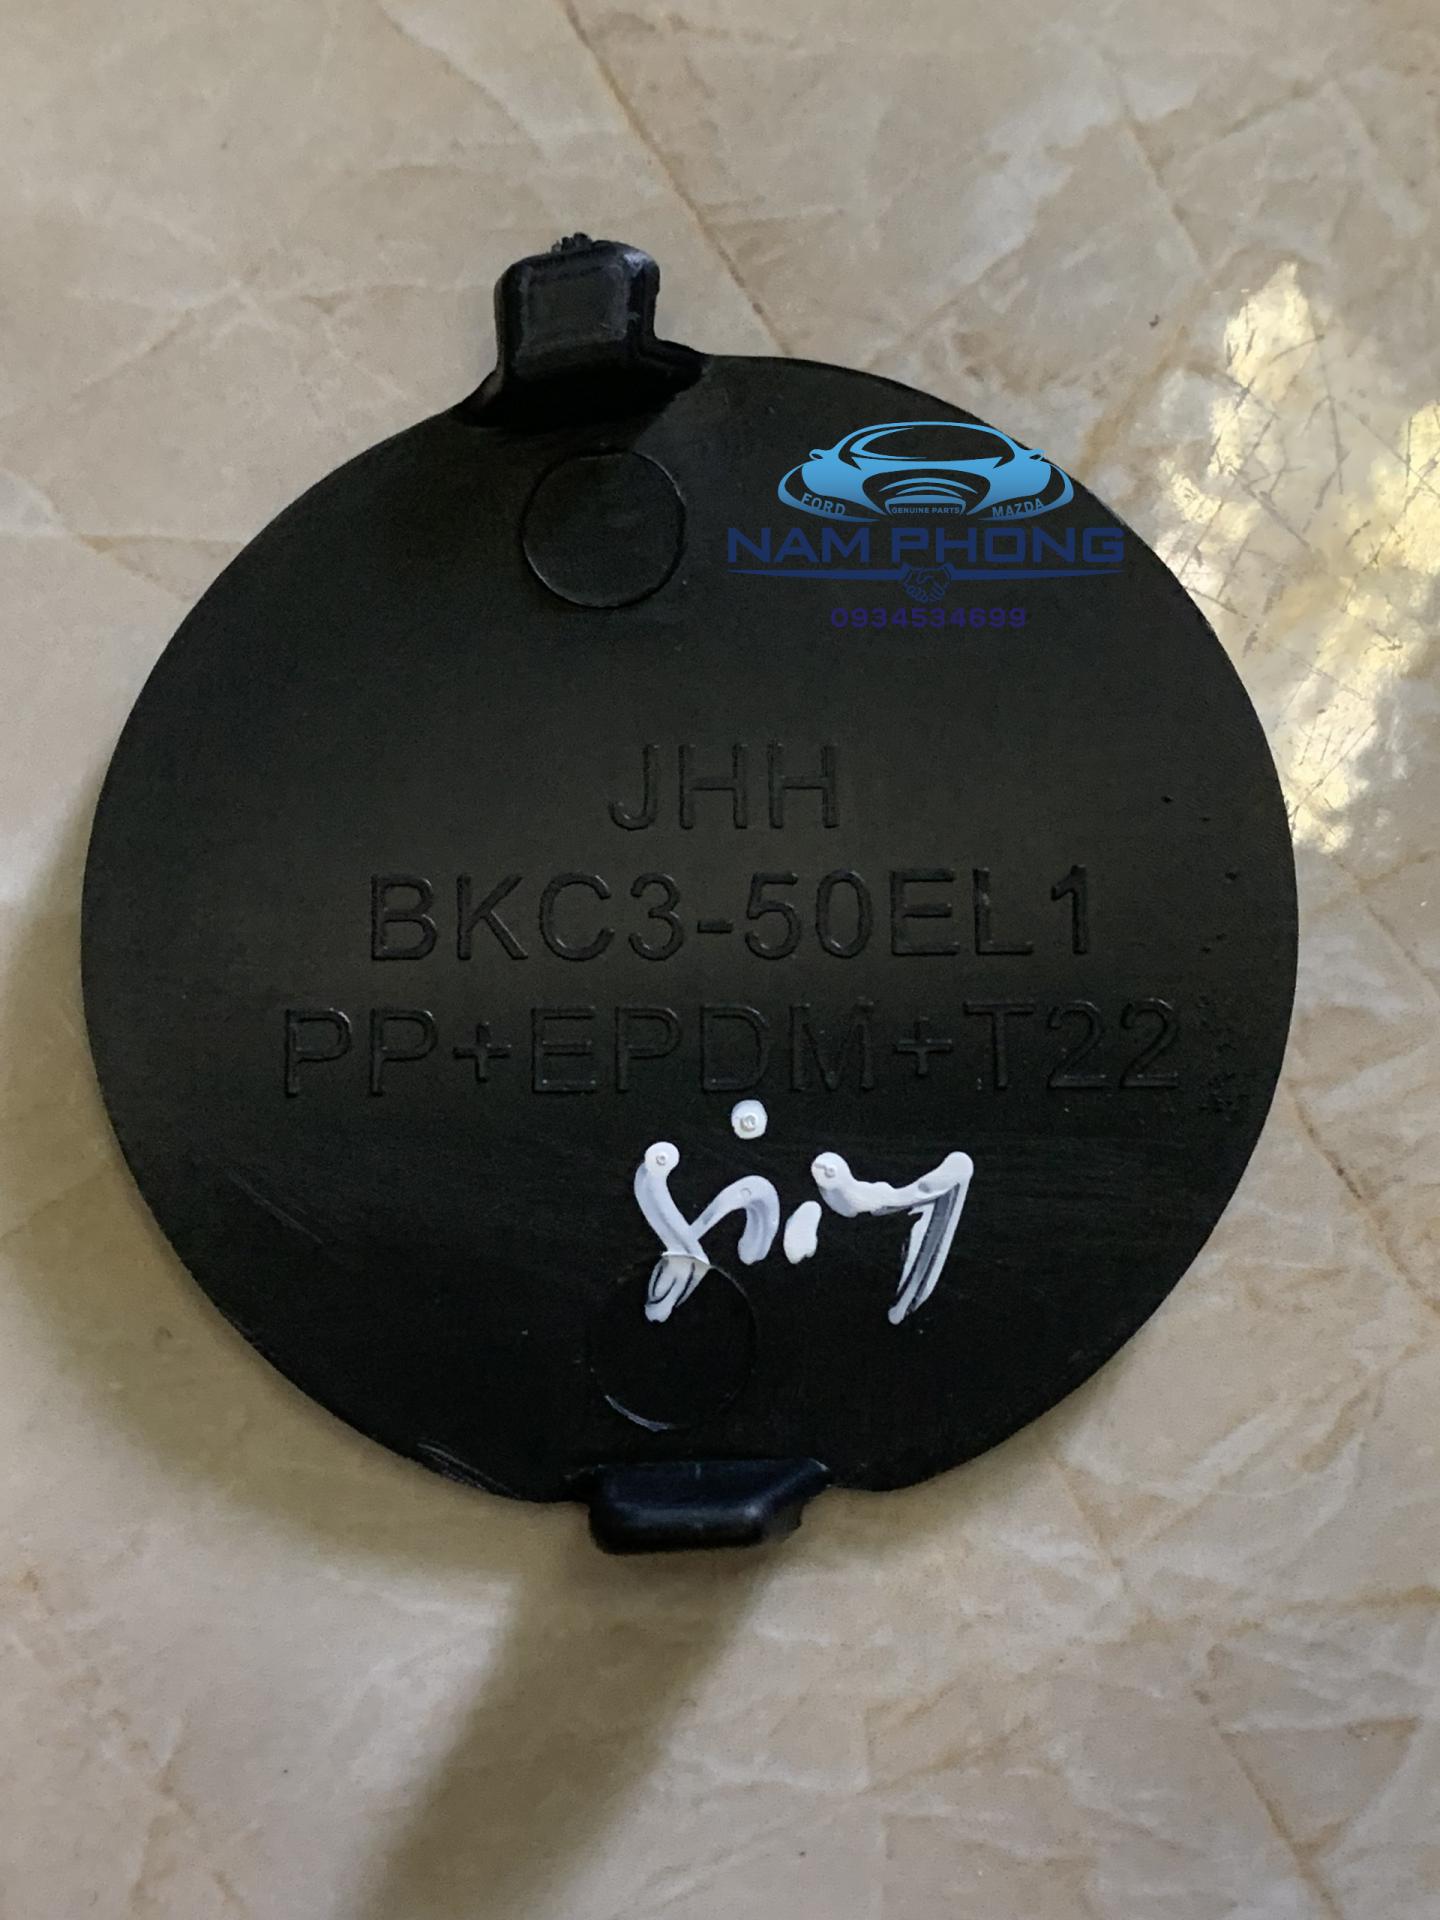 FORD GENUINE PARTS MAZDA
NAM PHONG
0934534699
JHH
BKC3-50EL1
PP+EPDM+T22